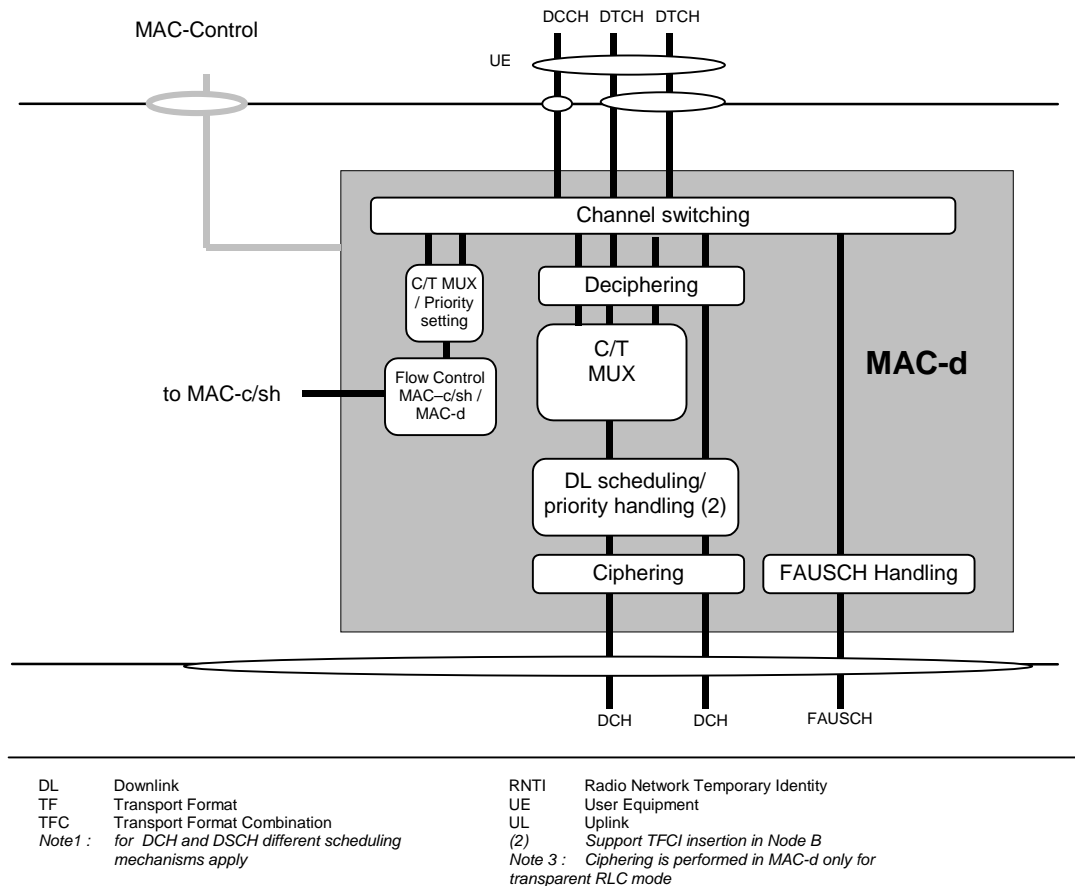 DCCH DTCH DTCH
MAC-Control
UE
Channel switching
C/T MUX
/ Priority
setting
Deciphering
C/T
MUX
MAC-d
to MAC-c/sh
Flow Control
MAC–c/sh /
MAC-d
DL scheduling/
priority handling (2)
Ciphering
FAUSCH Handling
DCH DCH FAUSCH
DL Downlink
TF Transport Format
TFC Transport Format Combination
Note1 : for DCH and DSCH different scheduling
mechanisms apply
RNTI Radio Network Temporary Identity
UE User Equipment
UL Uplink
(2) Support TFCI insertion in Node B
Note 3 : Ciphering is performed in MAC-d only for
transparent RLC mode